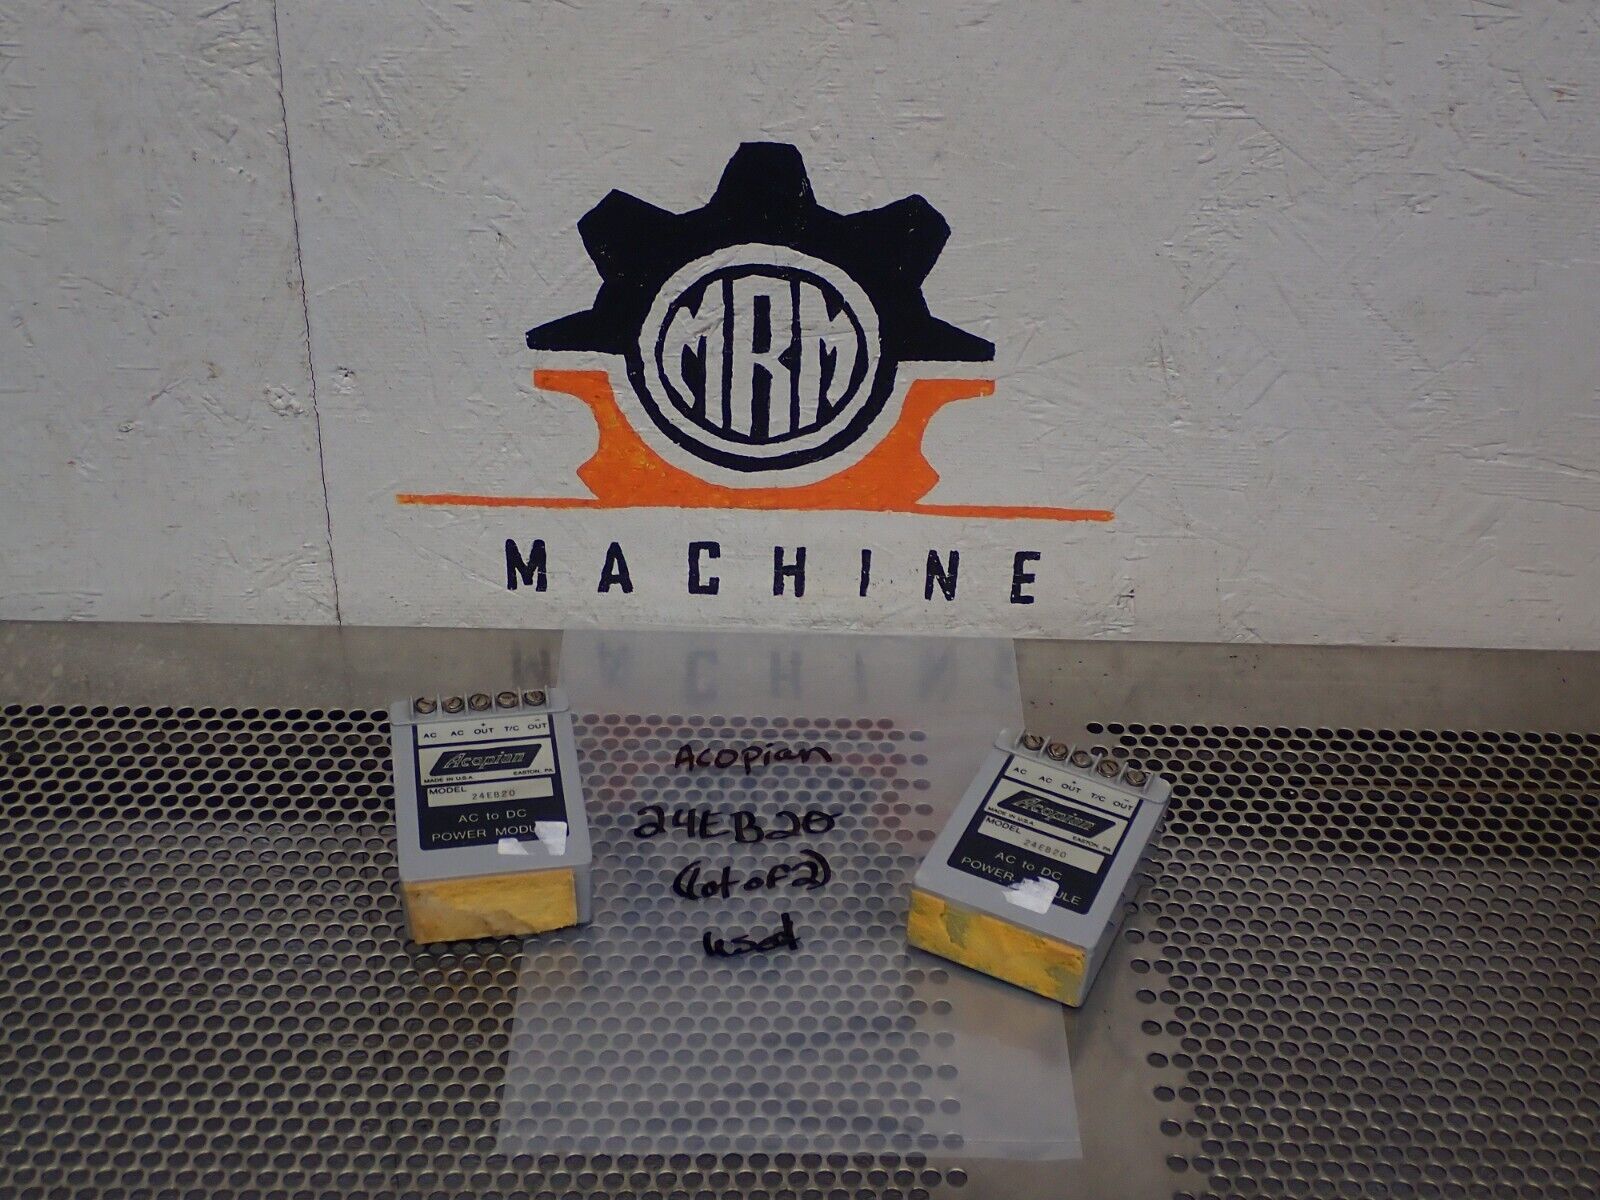 MRM
MACHINE
AC AC + OUT T/C - OUT
Acopian
MADE IN U.S.A. EASTON, PA
MODEL
24EB20
AC to DC
POWER MODU
Acopian
24EB20
(Lot of 2)
used
AC AC + OUT T/C - OUT
Acopian
MADE IN U.S.A. EASTON, PA
MODEL
24EB20
AC to DC
POWER ULE